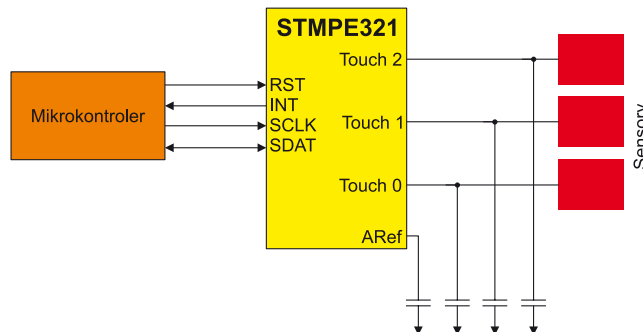 STMPE321
Touch 2
RST
INT
Mikrokontroler
SCLK
Touch 1
SDAT
Touch 0
ARef
Sensory